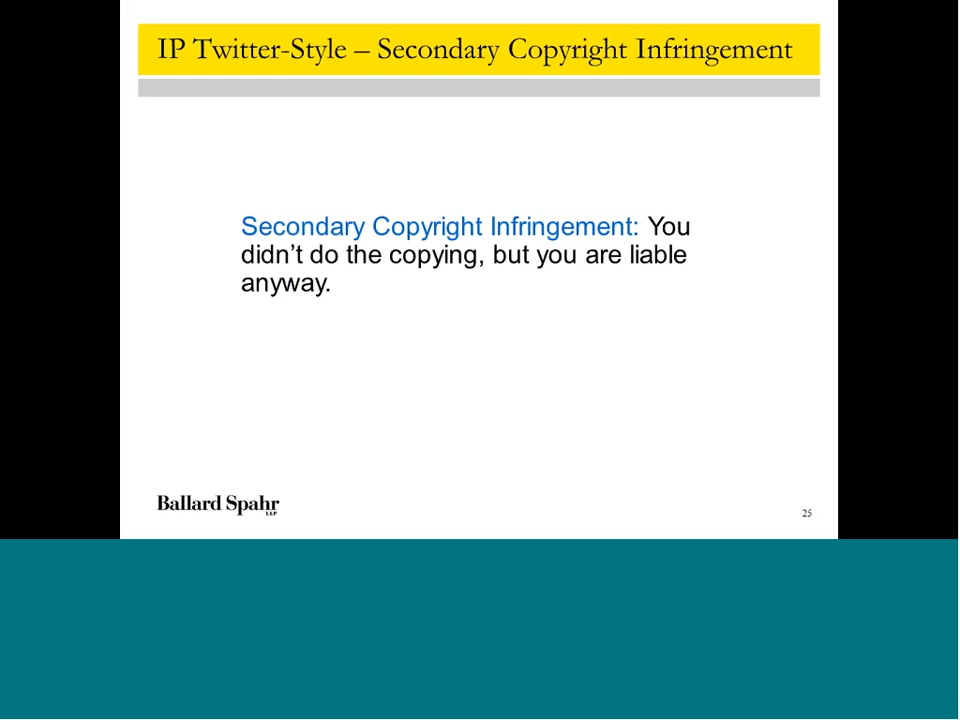 IP Twitter-Style – Secondary Copyright Infringement
Secondary Copyright Infringement: You
didn’t do the copying, but you are liable
anyway.
Ballard Spahr
LLP
25